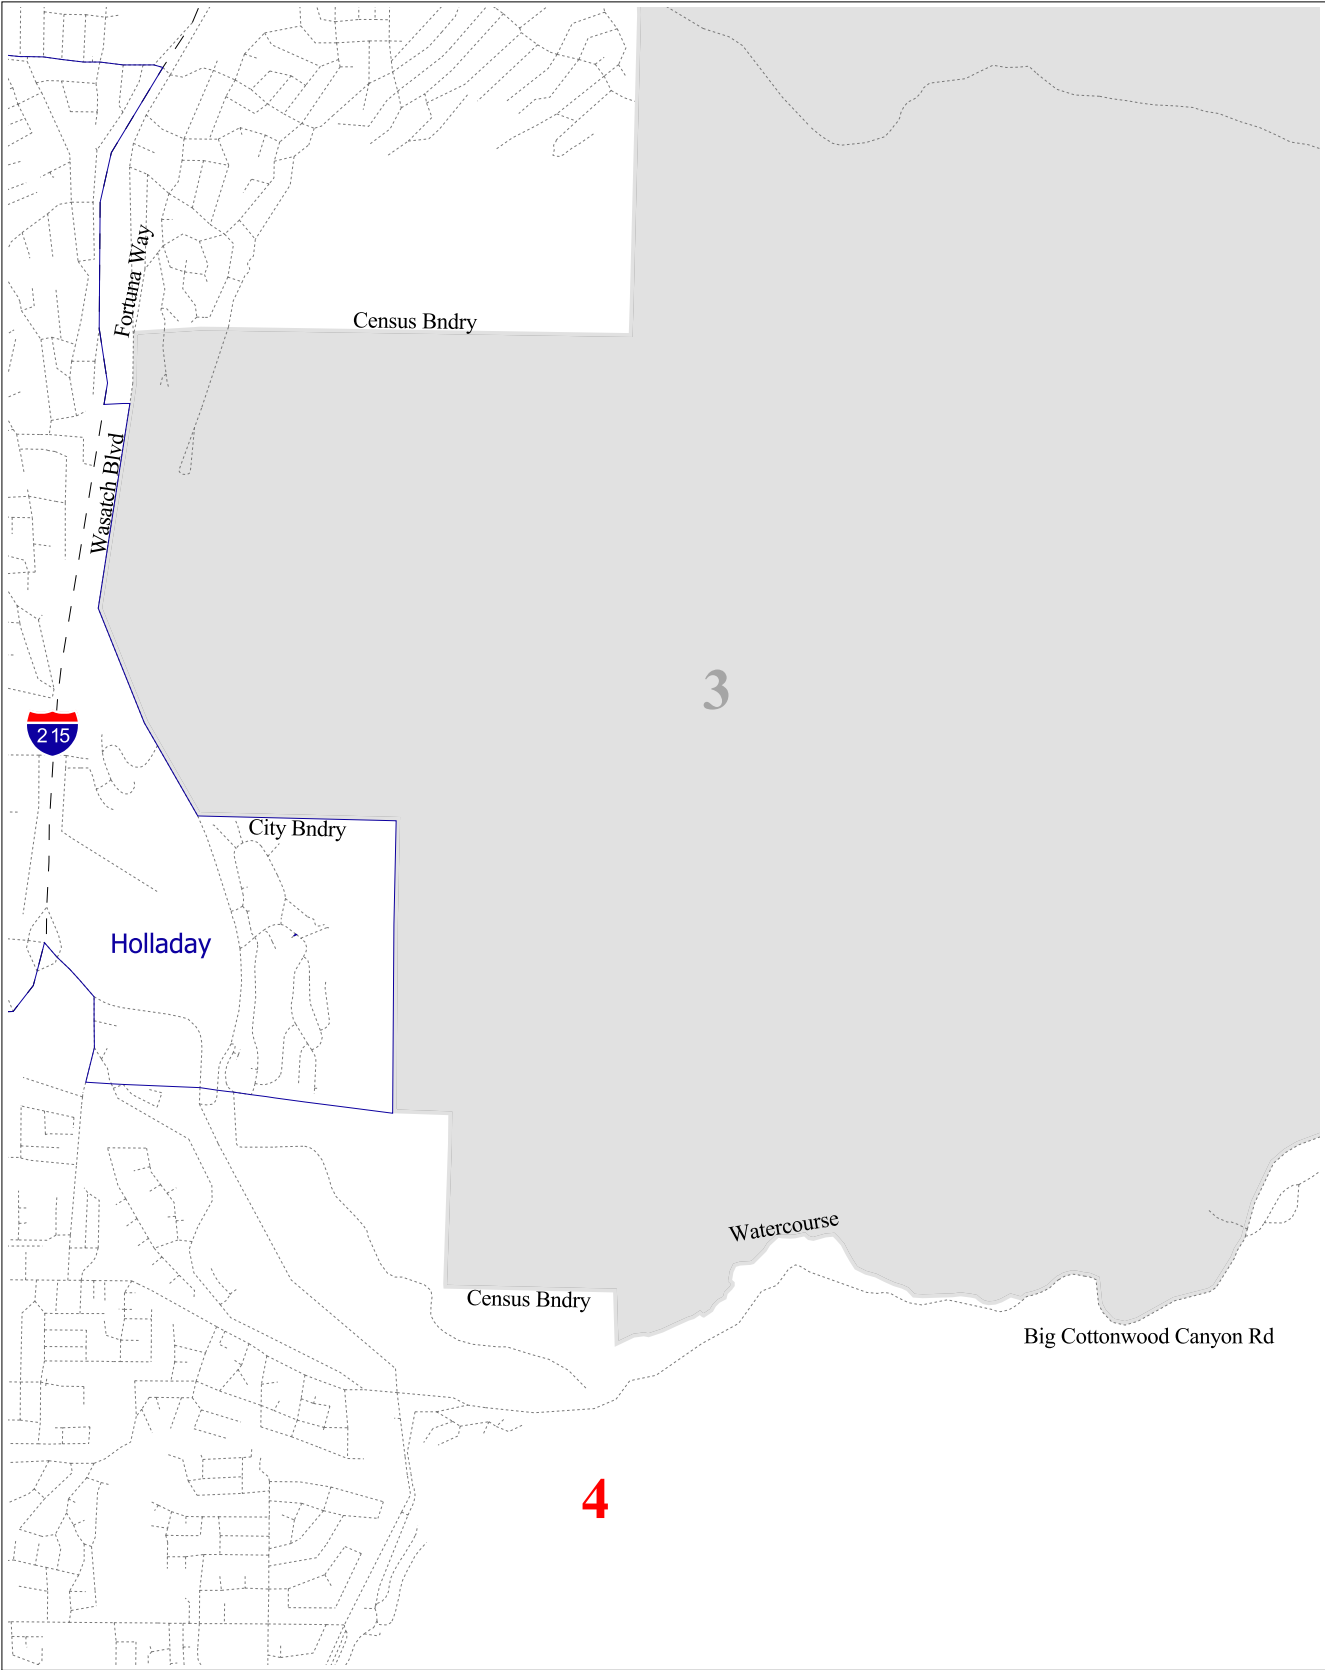 Fortuna Way
Census Bndry
Wasatch Blvd
3
215
City Bndry
Holladay
Watercourse
Census Bndry
Big Cottonwood Canyon Rd
4